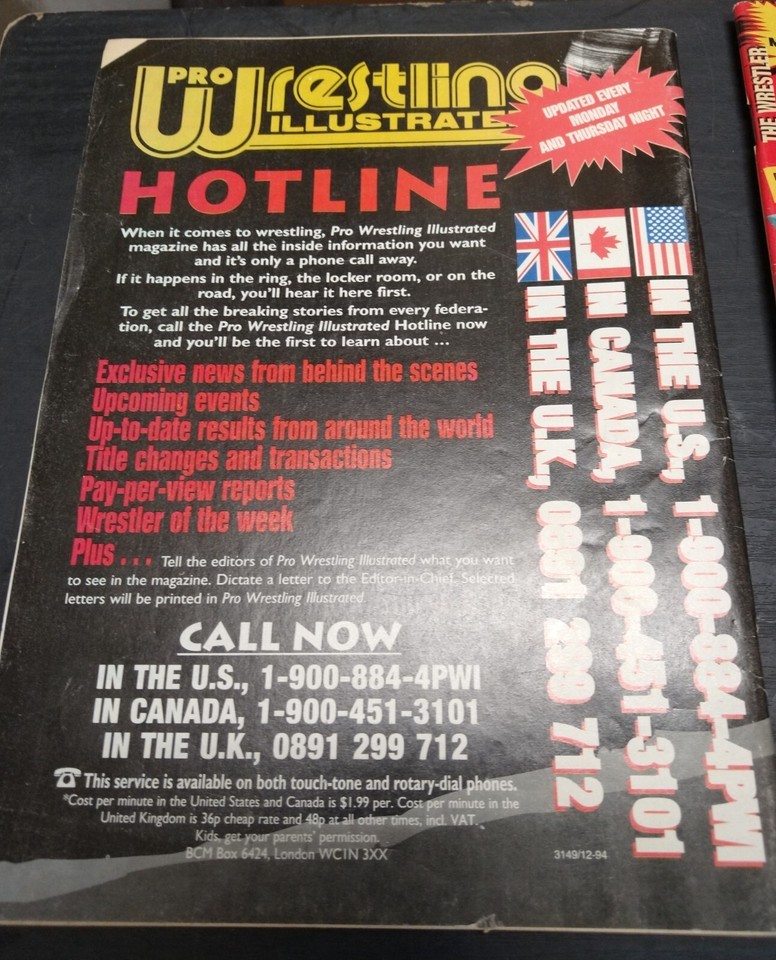 PRO
Wrestling
ILLUSTRATE
UPDATED EVERY
MONDAY
AND THURSDAY NIGHT
HOTLINE
When it comes to wrestling, Pro Wrestling Illustrated
magazine has all the inside information you want
and it's only a phone call away.
If it happens in the ring, the locker room, or on the
road, you'll hear it here first.
To get all the breaking stories from every federa-
tion, call the Pro Wrestling Illustrated Hotline now
and you'll be the first to learn about ...
Exclusive news from behind the scenes
Upcoming events
Up-to-date results from around the world
Title changes and transactions
Pay-per-view reports
Wrestler of the week
Plus ... Tell the editors of Pro Wrestling Illustrated what you want
to see in the magazine. Dictate a letter to the Editor-in-Chief. Selected
letters will be printed in Pro Wrestling Illustrated.
CALL NOW
IN THE U.S., 1-900-884-4PWI
IN CANADA, 1-900-451-3101
IN THE U.K., 0891 299 712
This service is available on both touch-tone and rotary-dial phones.
*Cost per minute in the United States and Canada is $1.99 per. Cost per minute in the
United Kingdom is 36p cheap rate and 48p at all other times, incl. VAT.
Kids, get your parents' permission.
BCM Box 6424, London WC1N 3XX
3149/12-94
IN THE U.S., 1-900-884-4PWI
IN CANADA, 1-900-451-3101
IN THE U.K., 0891 299 712
THE WRESTLER